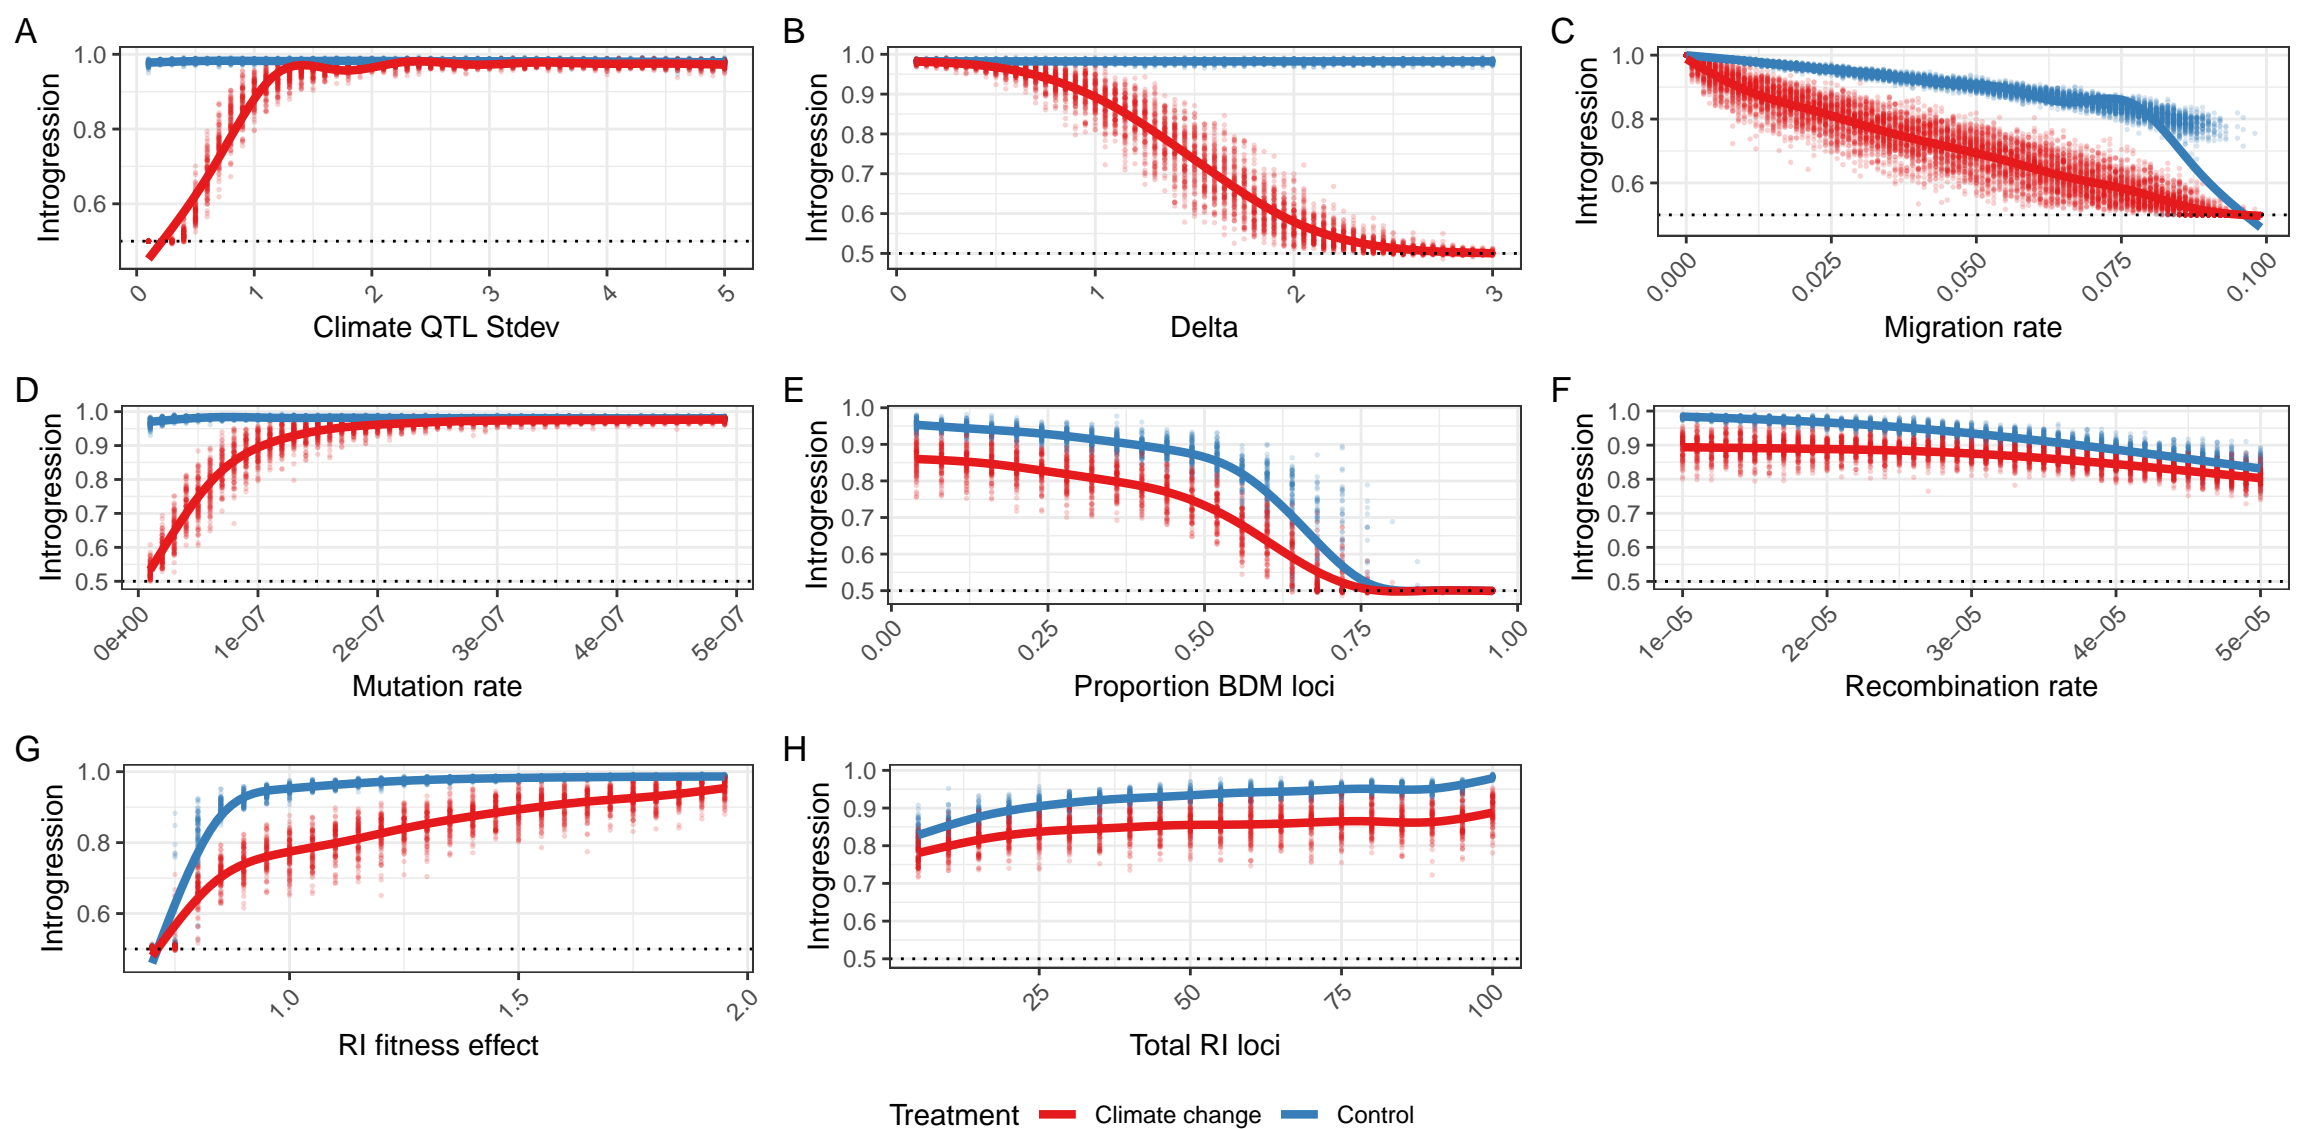 A
B
C
Introgression
1.0
0.8
0.6
0
1
2
3
4
5
Climate QTL Stdev
Introgression
1.0
0.9
0.8
0.7
0.6
0.5
0
1
2
3
Delta
Introgression
1.0
0.8
0.6
0.000
0.025
0.050
0.075
0.100
Migration rate
D
E
F
Introgression
1.0
0.9
0.8
0.7
0.6
0.5
0e+00
1e−07
2e−07
3e−07
4e−07
5e−07
Mutation rate
Introgression
1.0
0.9
0.8
0.7
0.6
0.5
0.00
0.25
0.50
0.75
1.00
Proportion BDM loci
Introgression
1.0
0.9
0.8
0.7
0.6
0.5
1e−05
2e−05
3e−05
4e−05
5e−05
Recombination rate
G
H
Introgression
1.0
0.8
0.6
1.0
1.5
2.0
RI fitness effect
Introgression
1.0
0.9
0.8
0.7
0.6
0.5
25
50
75
100
Total RI loci
Treatment Climate change Control